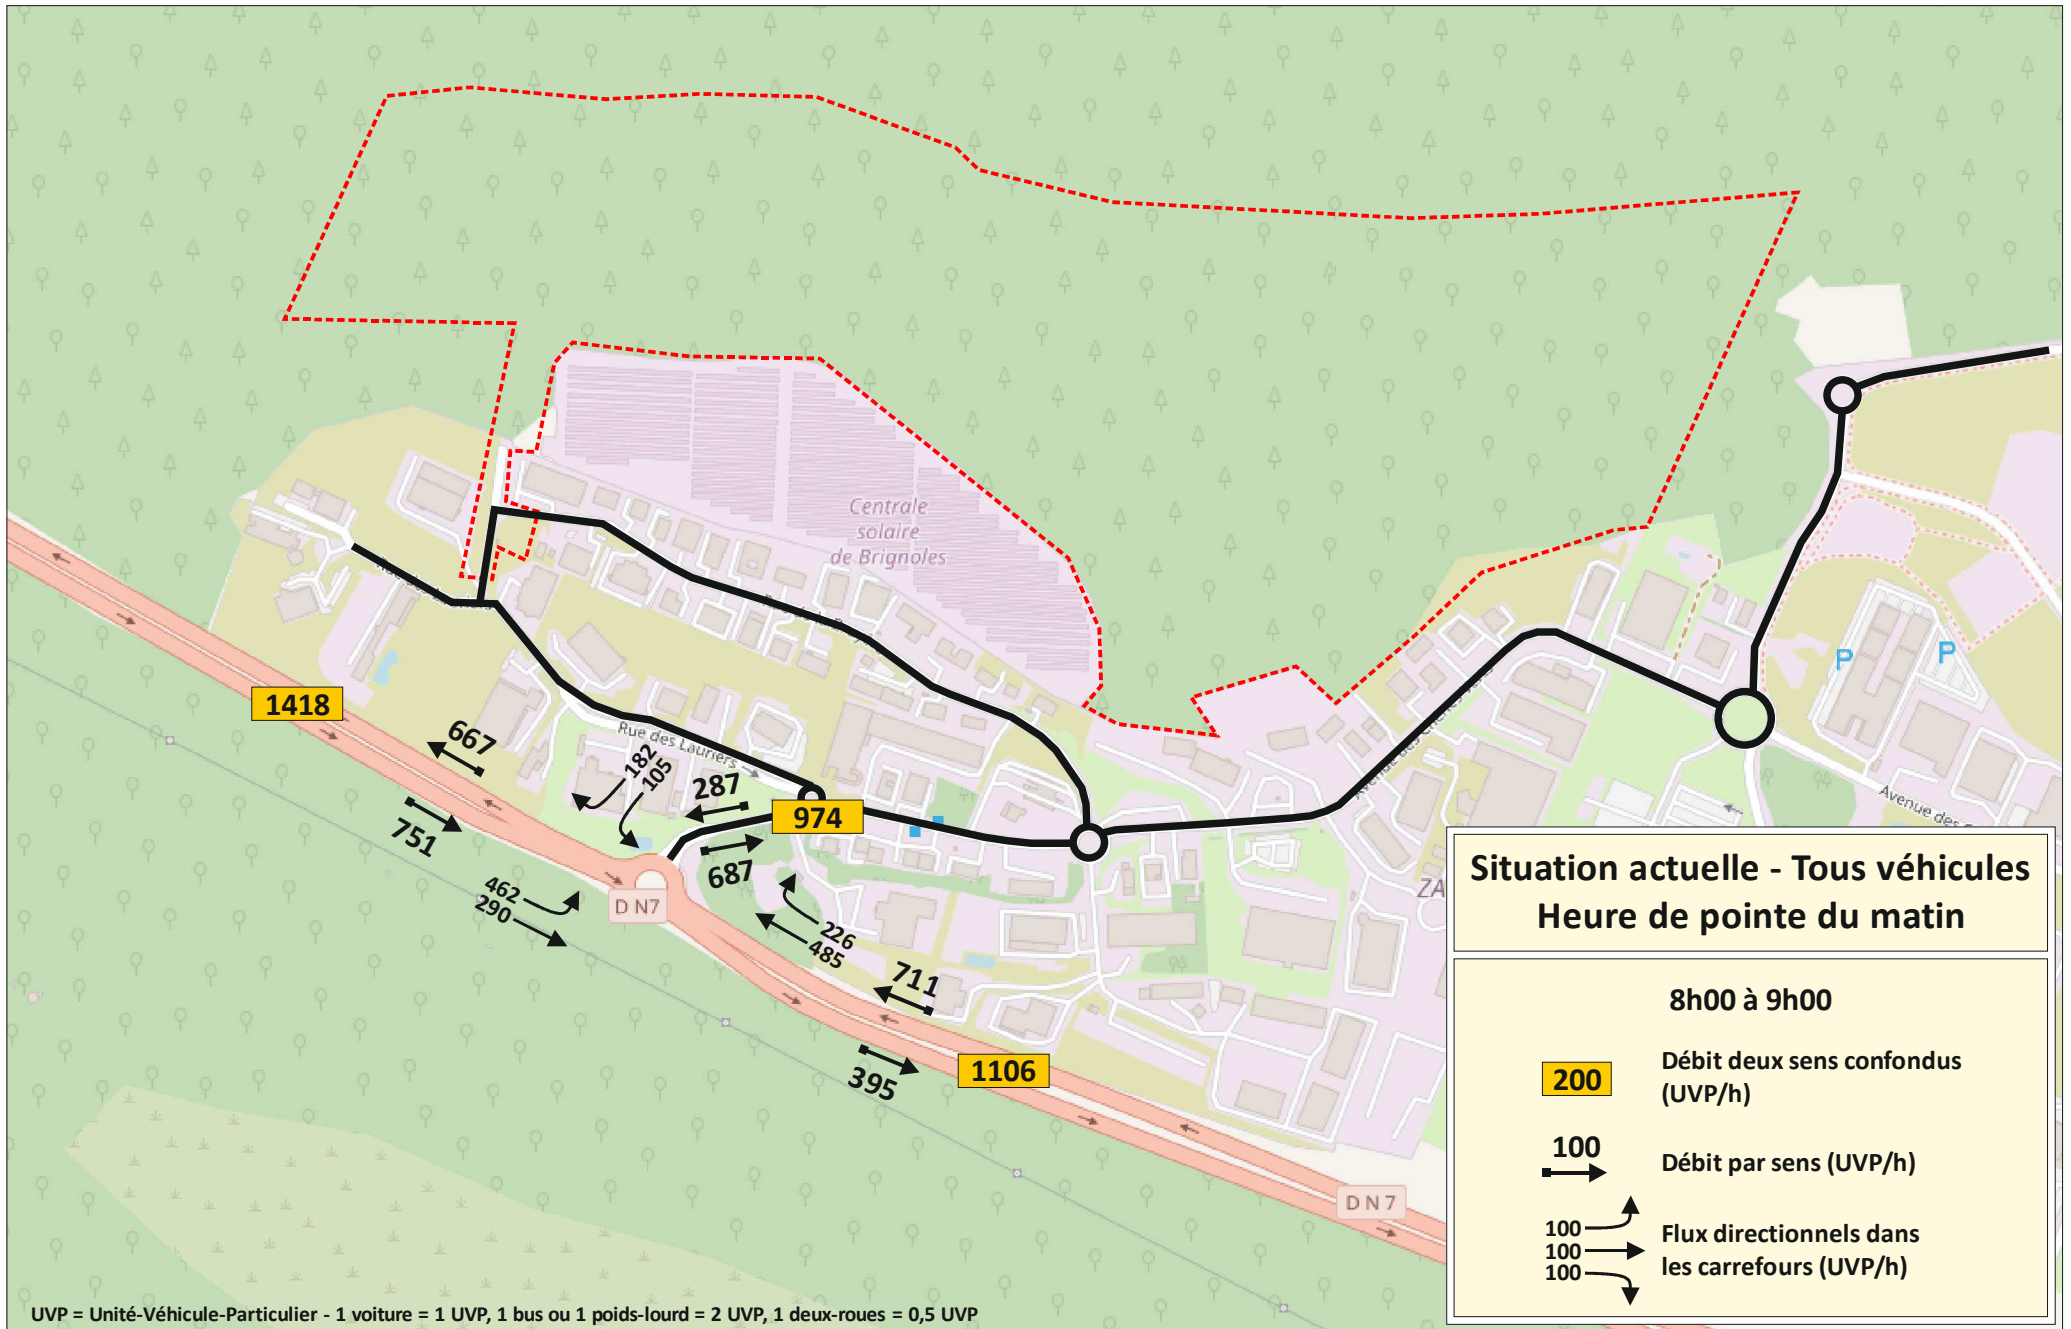 Centrale
solaire
de Brignoles
P
P
1418
667
751
Rue des Lauriers
182
105
287
974
687
462
290
D N7
226
485
711
395
1106
D N 7
ZA
Situation actuelle - Tous véhicules
Heure de pointe du matin
8h00 à 9h00
200
Débit deux sens confondus
(UVP/h)
100
Débit par sens (UVP/h)
100
100
100
Flux directionnels dans
les carrefours (UVP/h)
UVP = Unité-Véhicule-Particulier - 1 voiture = 1 UVP, 1 bus ou 1 poids-lourd = 2 UVP, 1 deux-roues = 0,5 UVP
Avenue des